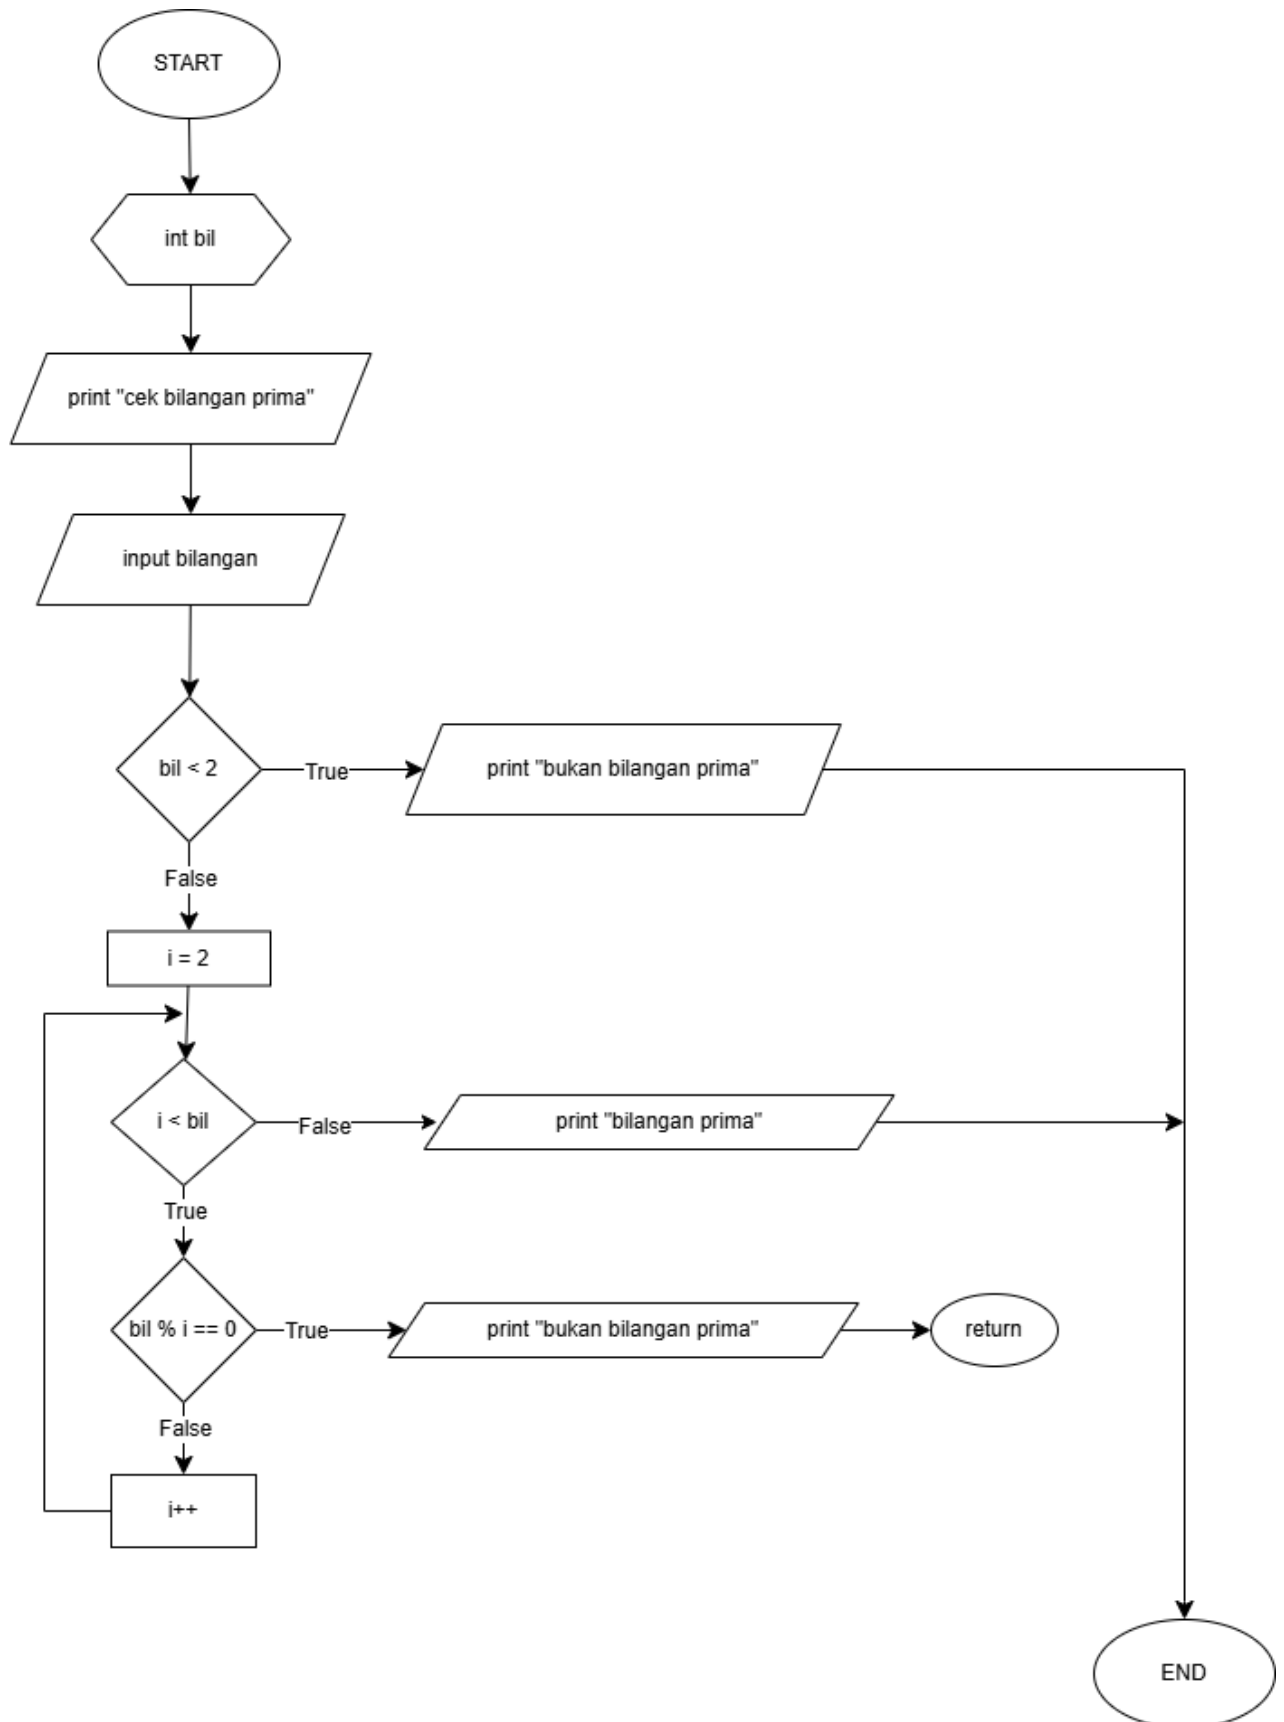 START
int bil
print "cek bilangan prima"
input bilangan
bil < 2
True
print "bukan bilangan prima"
False
i = 2
i < bil
False
print "bilangan prima"
True
bil % i == 0
True
print "bukan bilangan prima"
return
False
i++
END